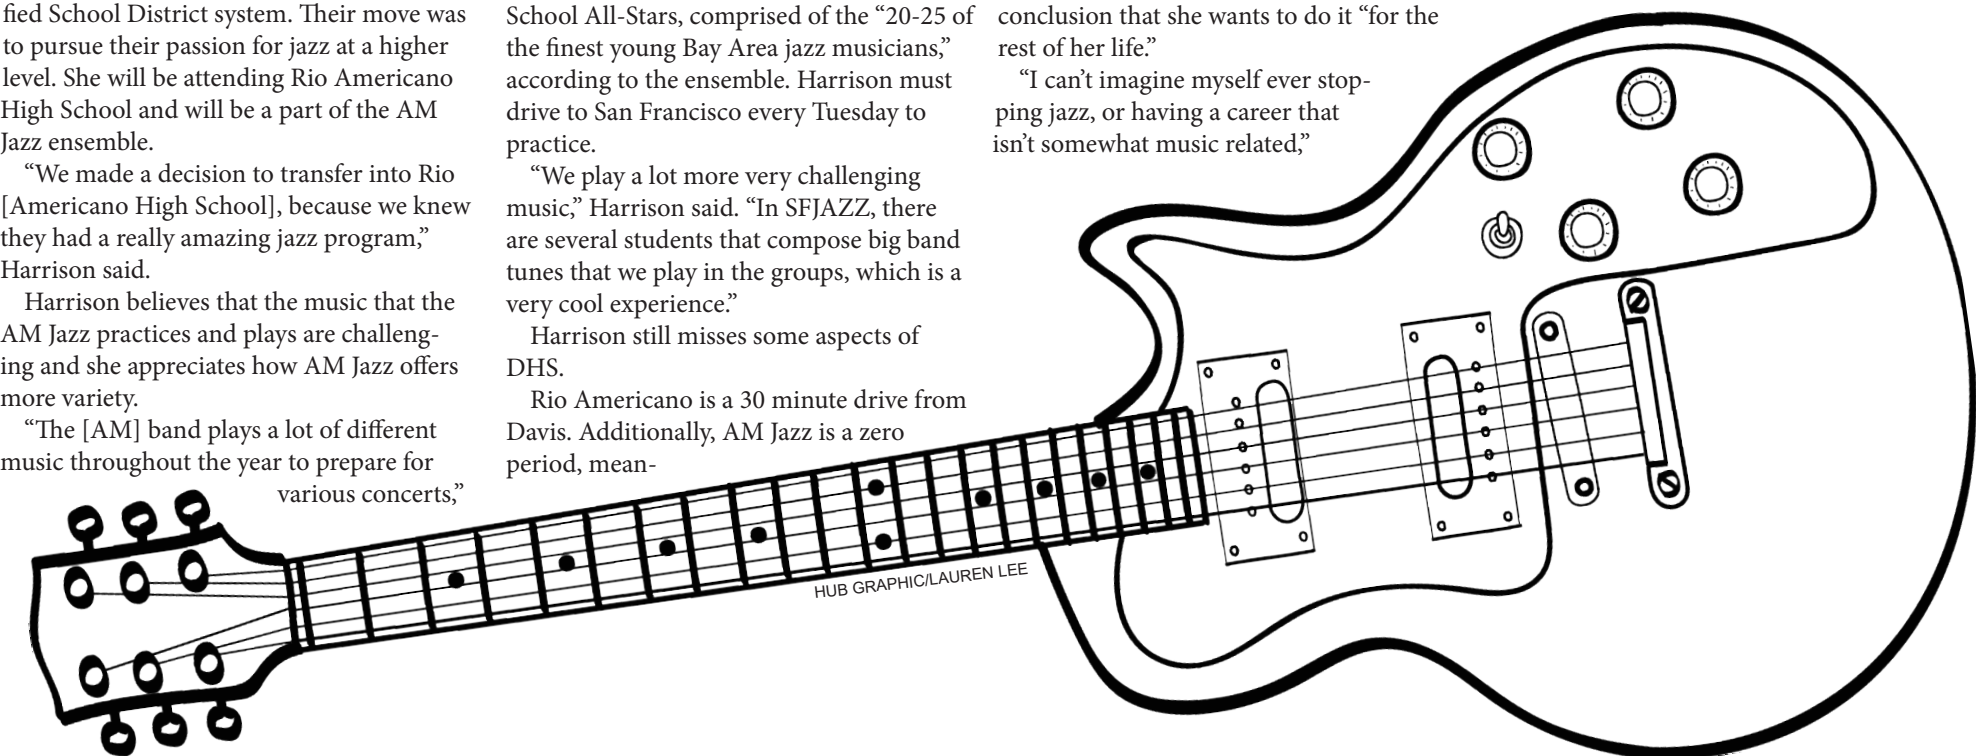 fied School District system. Their move was
to pursue their passion for jazz at a higher
level. She will be attending Rio Americano
High School and will be a part of the AM
Jazz ensemble.
“We made a decision to transfer into Rio
[Americano High School], because we knew
they had a really amazing jazz program,”
Harrison said.
Harrison believes that the music that the
AM Jazz practices and plays are challeng-
ing and she appreciates how AM Jazz offers
more variety.
“The [AM] band plays a lot of different
music throughout the year to prepare for
various concerts,”
School All-Stars, comprised of the “20-25 of
the finest young Bay Area jazz musicians,”
according to the ensemble. Harrison must
drive to San Francisco every Tuesday to
practice.
“We play a lot more very challenging
music,” Harrison said. “In SFJAZZ, there
are several students that compose big band
tunes that we play in the groups, which is a
very cool experience.”
Harrison still misses some aspects of
DHS.
Rio Americano is a 30 minute drive from
Davis. Additionally, AM Jazz is a zero
period, mean-
conclusion that she wants to do it “for the
rest of her life.”
“I can’t imagine myself ever stop-
ping jazz, or having a career that
isn’t somewhat music related,”
HUB GRAPHIC/LAUREN LEE